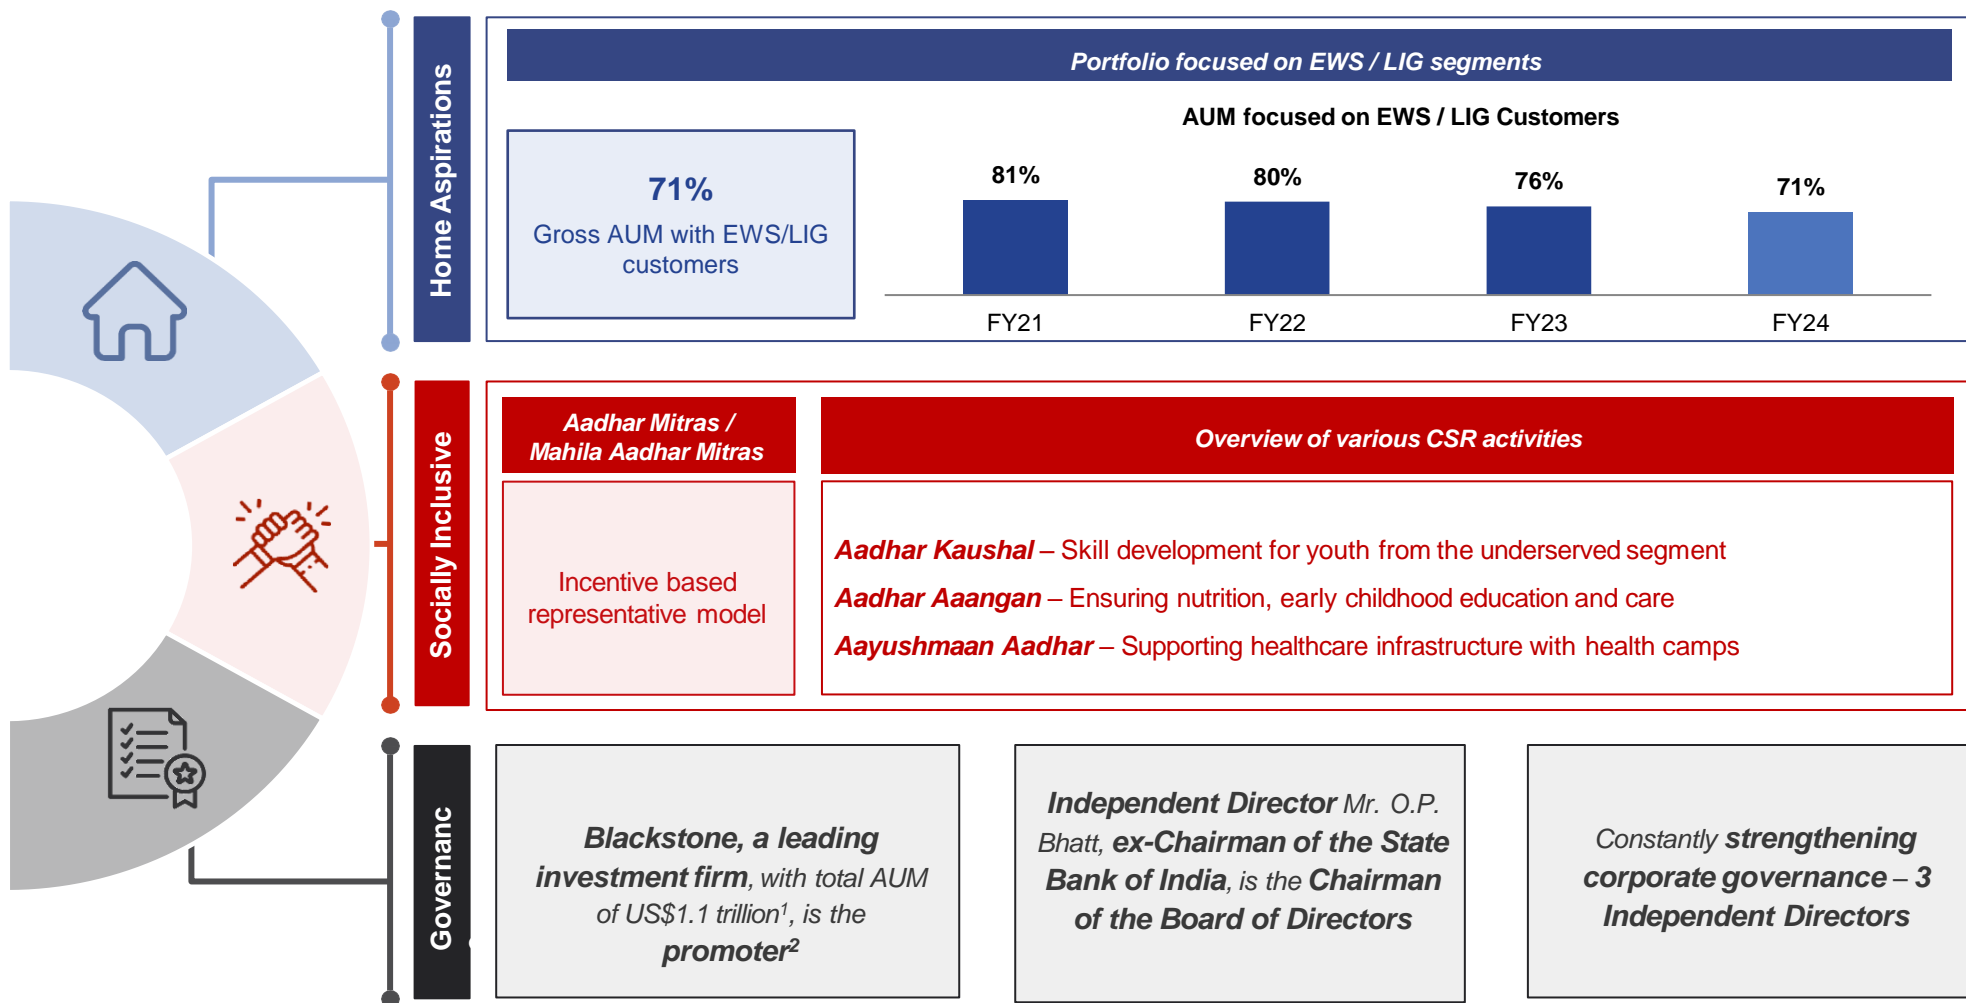 Home Aspirations
Portfolio focused on EWS / LIG segments
71%
Gross AUM with EWS/LIG
customers
AUM focused on EWS / LIG Customers
81%
80%
76%
71%
FY21
FY22
FY23
FY24
Socially Inclusive
Aadhar Mitras /
Mahila Aadhar Mitras
Incentive based
representative model
Overview of various CSR activities
Aadhar Kaushal – Skill development for youth from the underserved segment
Aadhar Aaangan – Ensuring nutrition, early childhood education and care
Aayushmaan Aadhar – Supporting healthcare infrastructure with health camps
Governanc
Blackstone, a leading
investment firm, with total AUM
of US$1.1 trillion¹, is the
promoter²
Independent Director Mr. O.P.
Bhatt, ex-Chairman of the State
Bank of India, is the Chairman
of the Board of Directors
Constantly strengthening
corporate governance – 3
Independent Directors